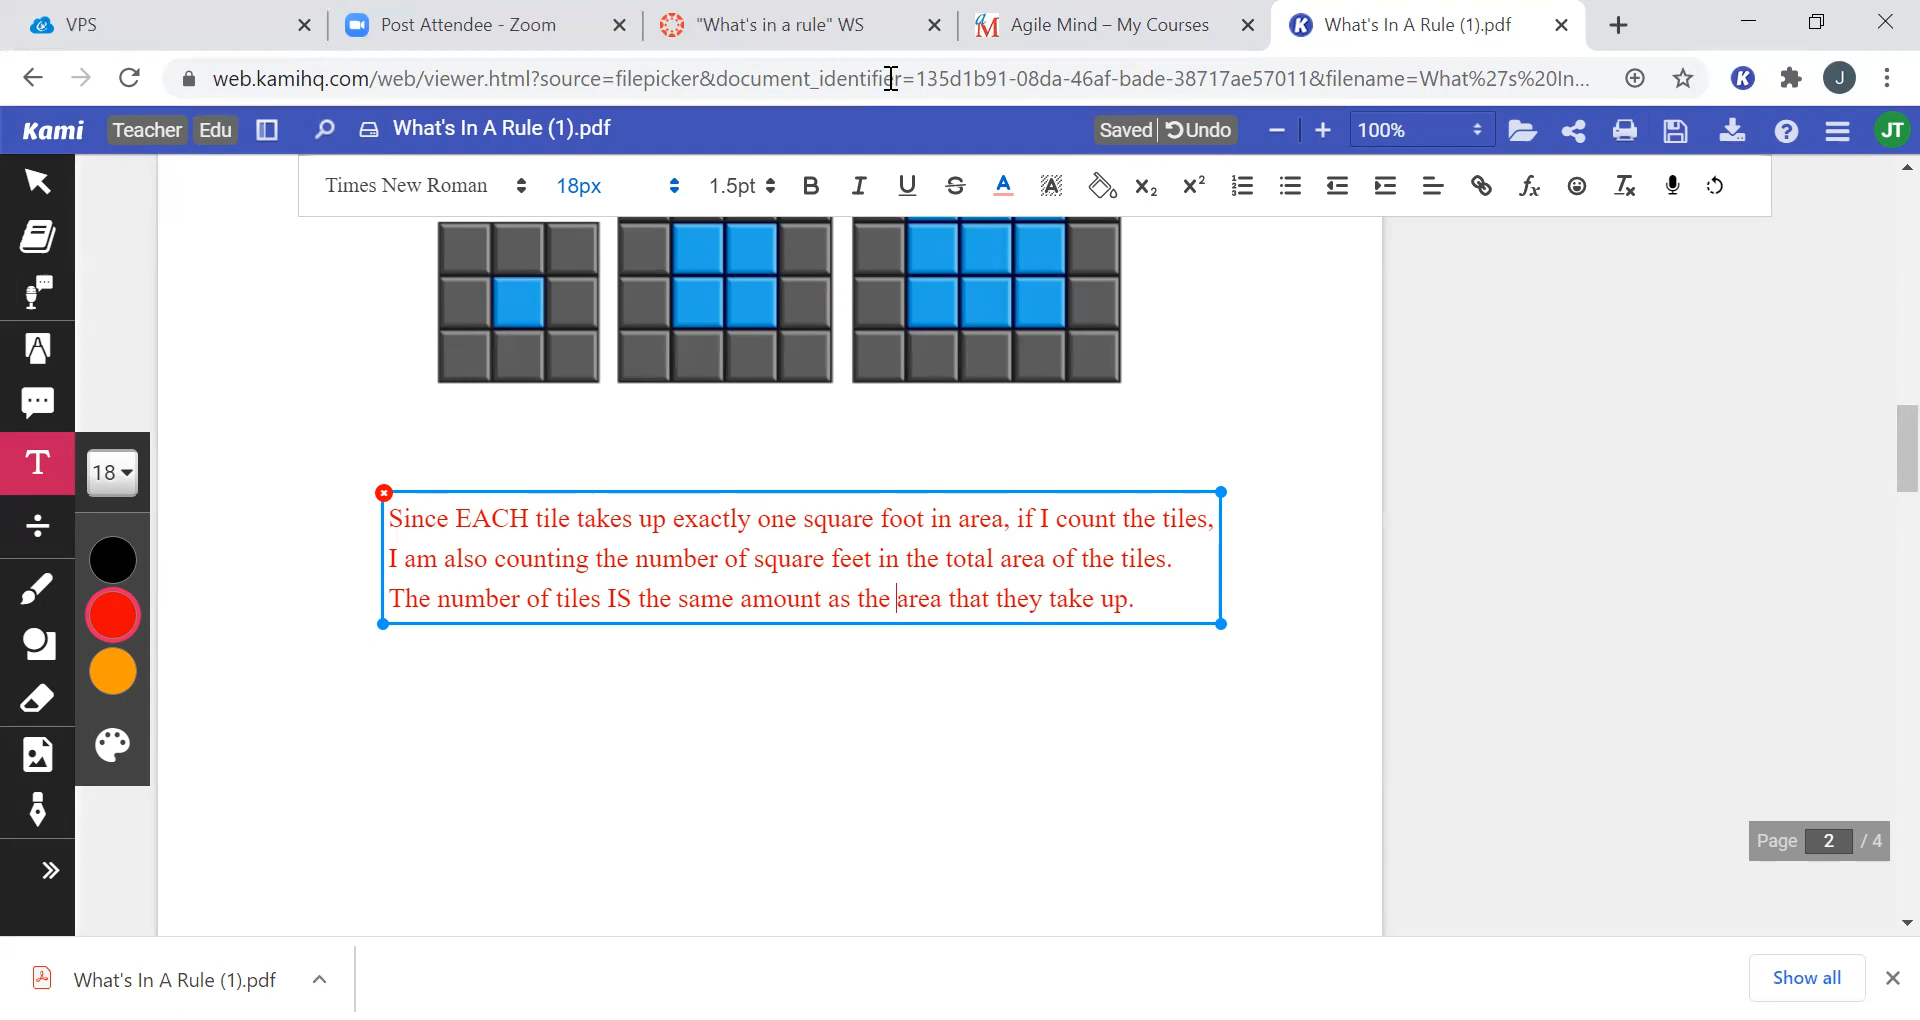 VPS
Post Attendee - Zoom
"What's in a rule" WS
Agile Mind – My Courses
What's In A Rule (1).pdf
web.kamihq.com/web/viewer.html?source=filepicker&document_identifier=135d1b91-08da-46af-bade-38717ae57011&filename=What%27s%20In...
J
Kami Teacher Edu
What's In A Rule (1).pdf
Saved Undo
100%
JT
Times New Roman
18px
1.5pt
18
Since EACH tile takes up exactly one square foot in area, if I count the tiles,
I am also counting the number of square feet in the total area of the tiles.
The number of tiles IS the same amount as the area that they take up.
Page 2 / 4
What's In A Rule (1).pdf
Show all